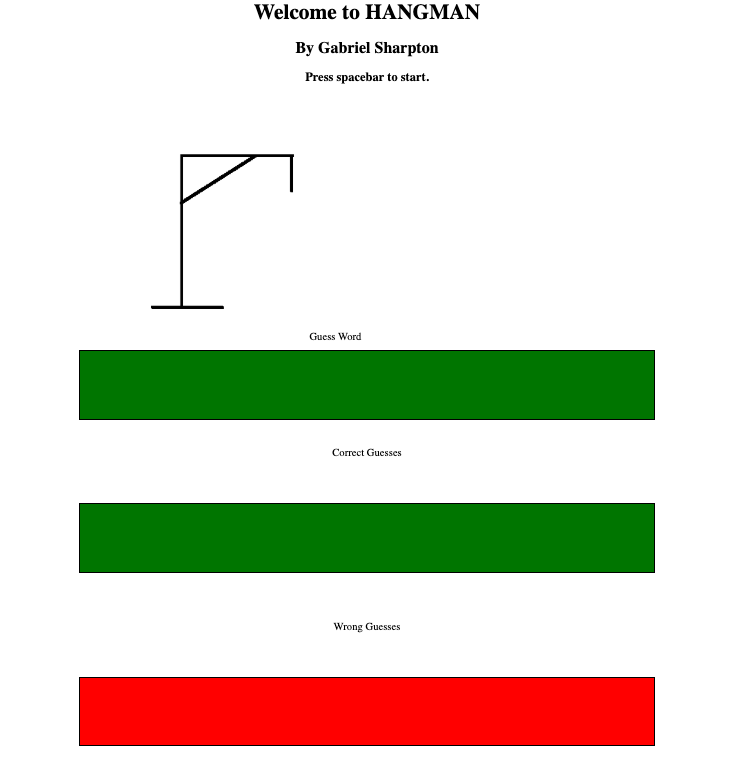 Welcome to HANGMAN
By Gabriel Sharpton
Press spacebar to start.
Guess Word
Correct Guesses
Wrong Guesses